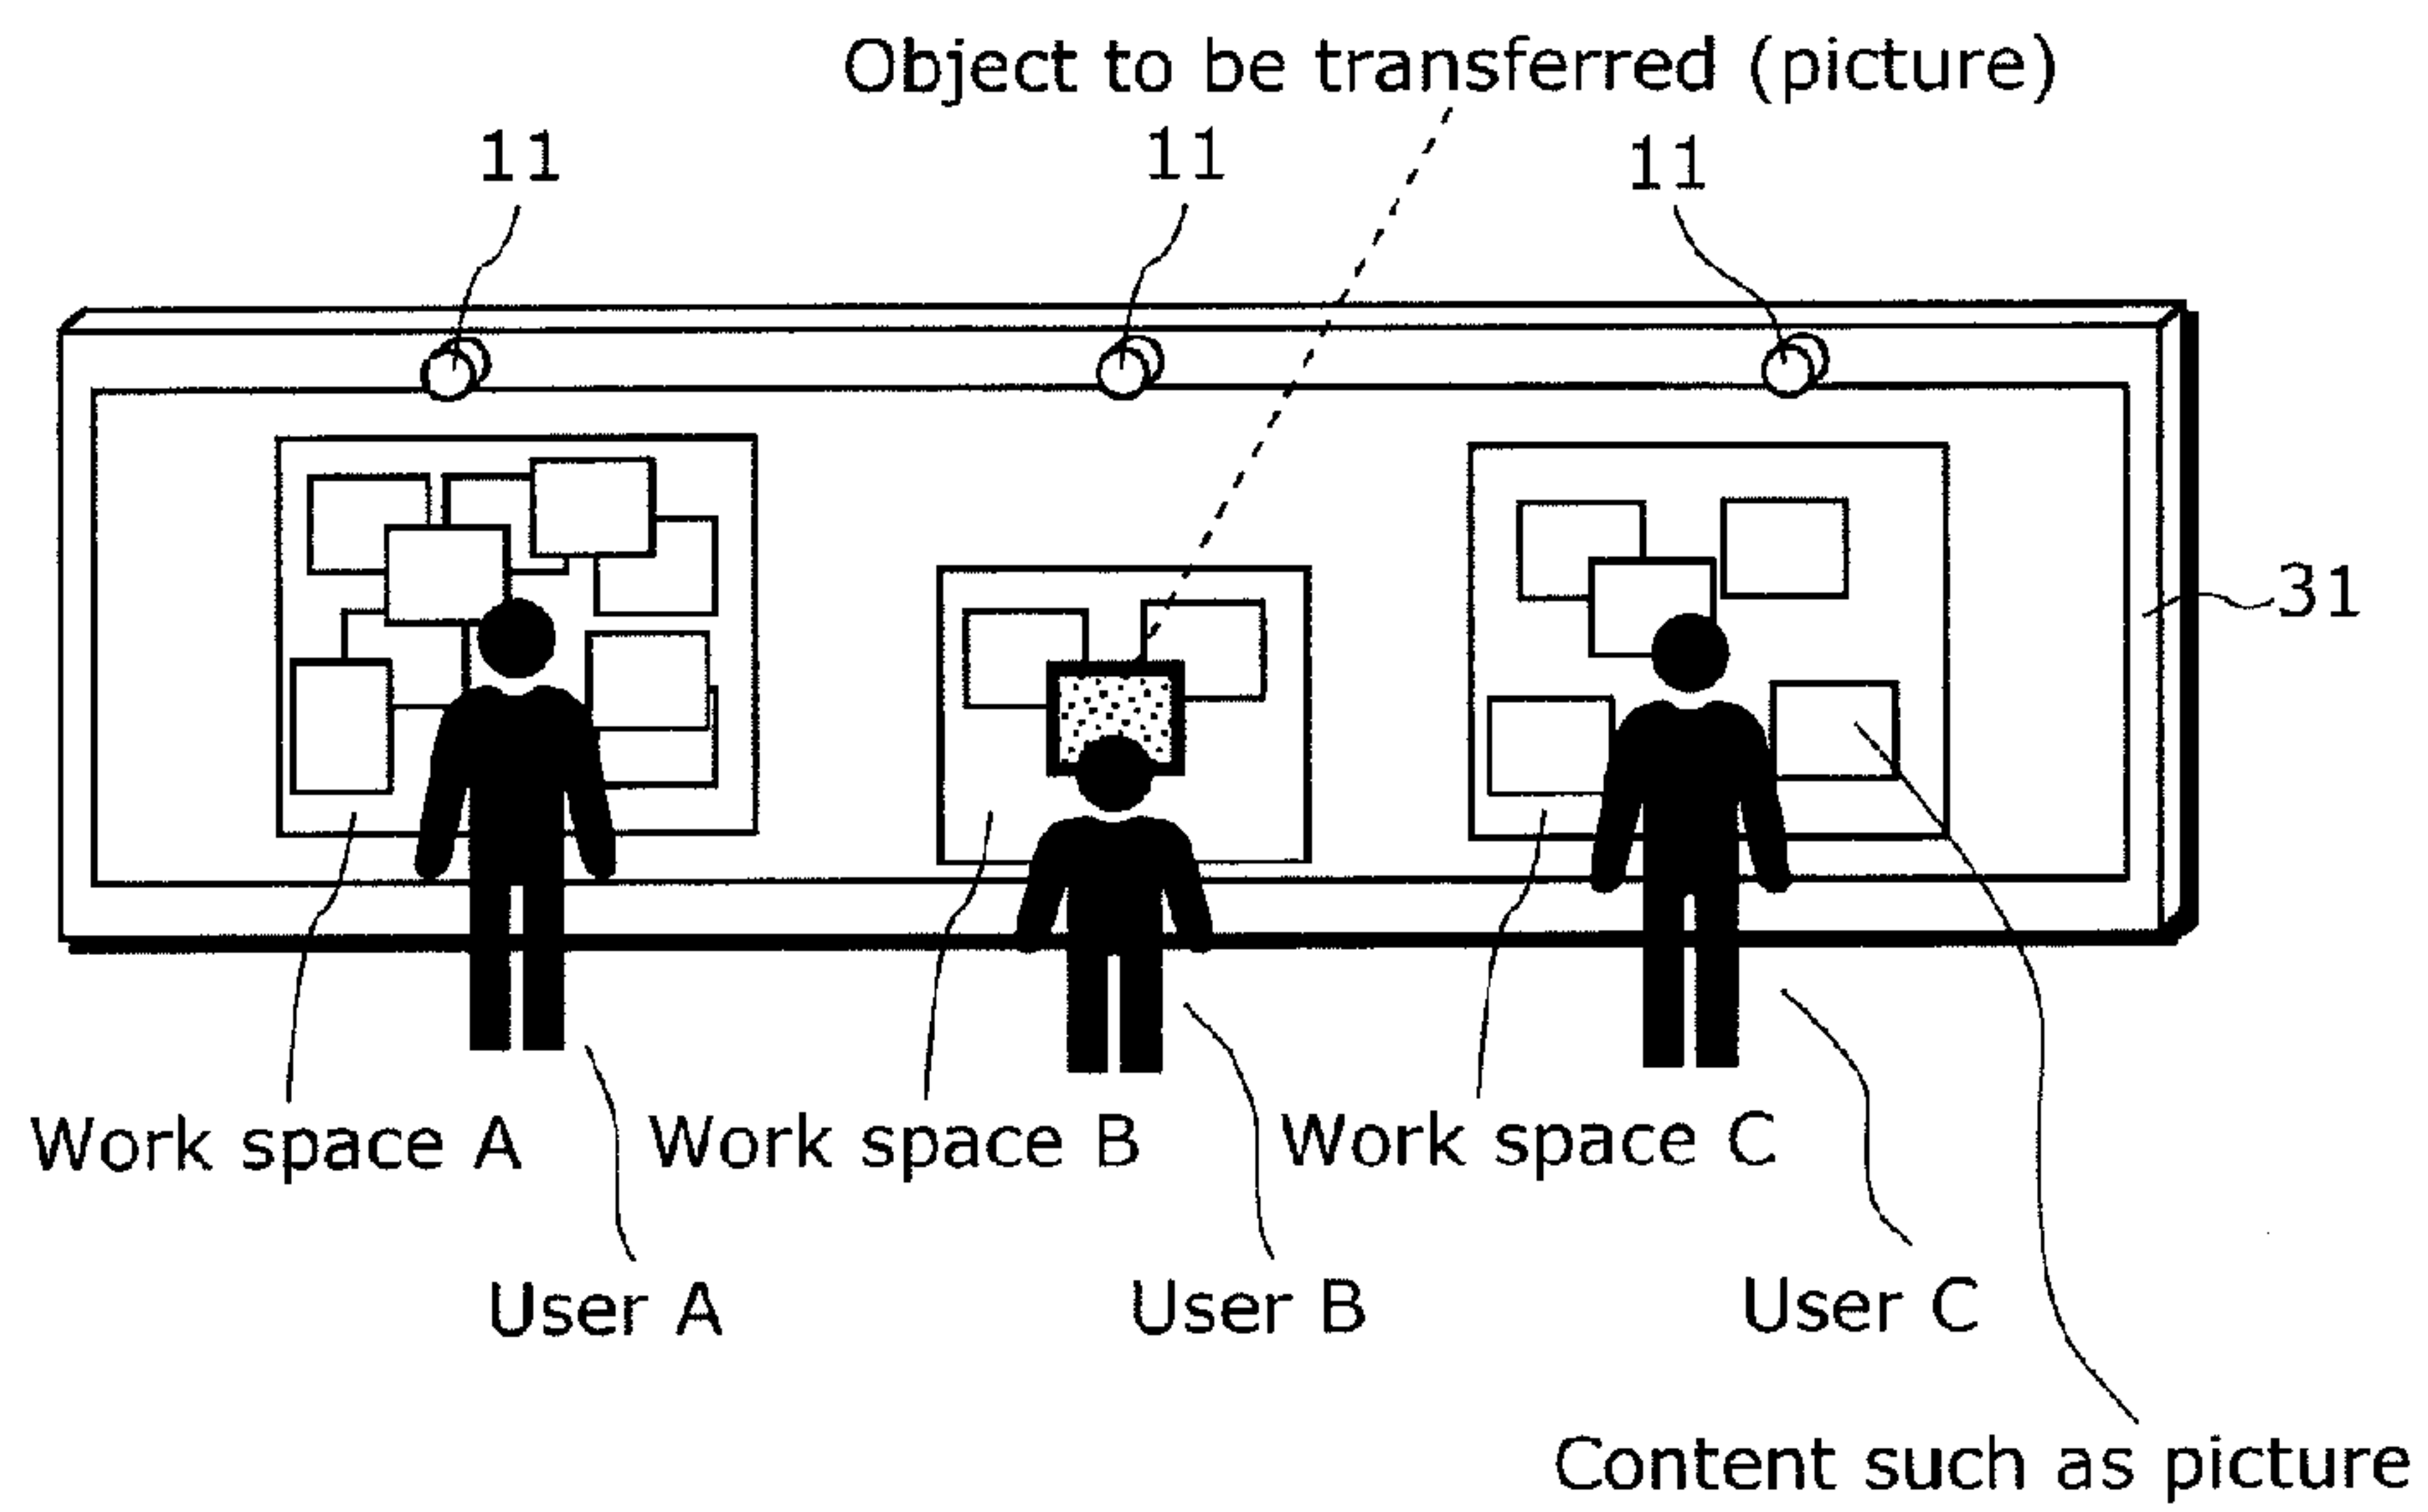 Object to be transferred (picture)
11 11 11
31
Work space A Work space B Work space C
User A User B User C
Content such as picture